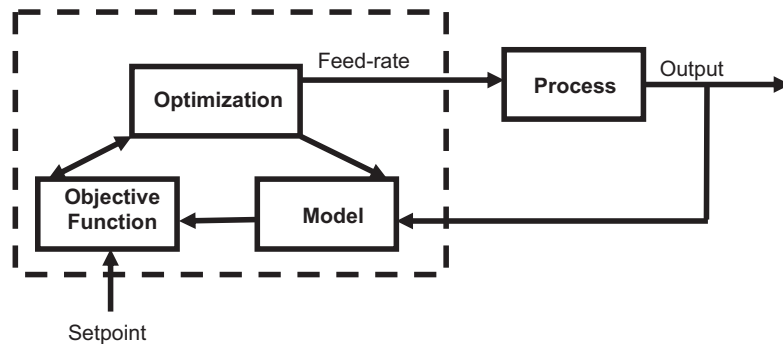 Feed-rate
Output
Optimization
Process
Objective
Function
Model
Setpoint